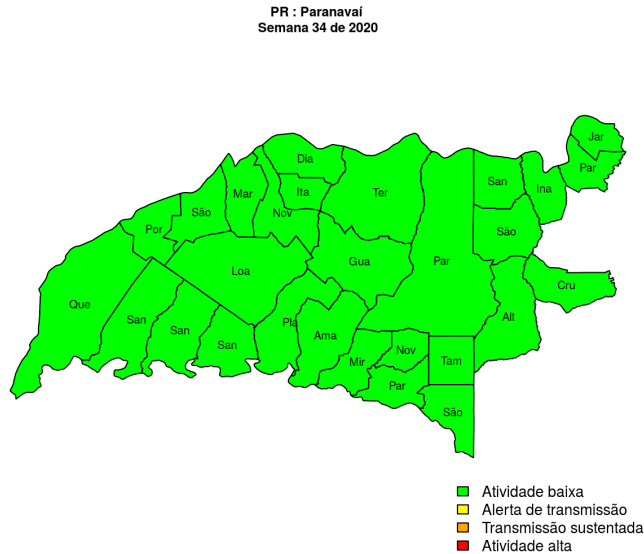 PR : Paranavaí
Semana 34 de 2020
Jar
Par
Dia
San
Ina
Ita
Ter
Mar
São
Nov
Por
São
Par
Gua
Loa
Cru
Que
Alt
San
San
Pla
Ama
San
Nov
Mir
Tam
Par
São
Atividade baixa
Alerta de transmissão
Transmissão sustentada
Atividade alta